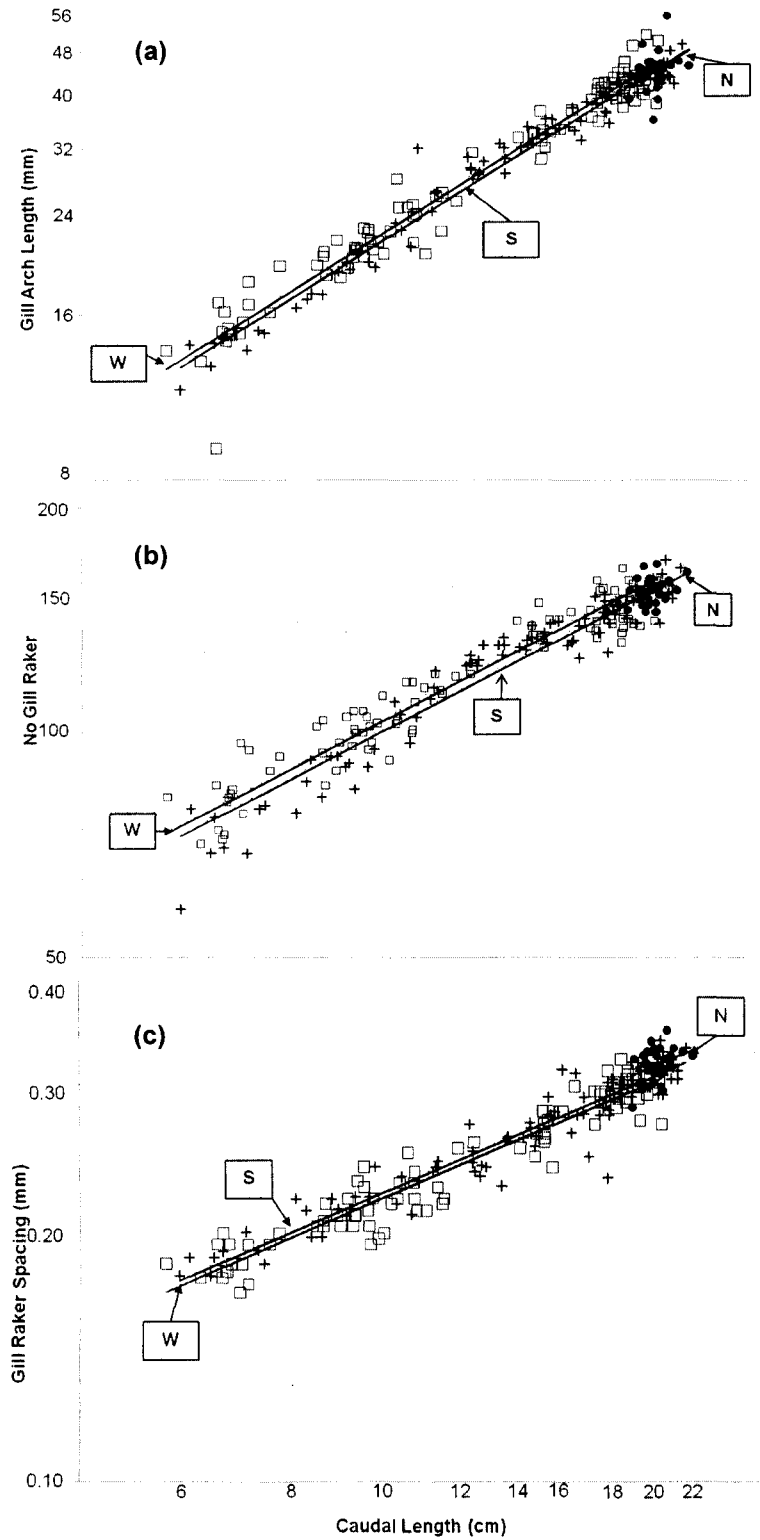 56
(a)
48
N
40
32
Gill Arch Length (mm)
24
S
16
W
8
200
(b)
150
N
No Gill Raker
S
100
W
50
0.40
N
(c)
0.30
S
Gill Raker Spacing (mm)
0.20
W
0.10
6 8 10 12 14 16 18 20 22
Caudal Length (cm)